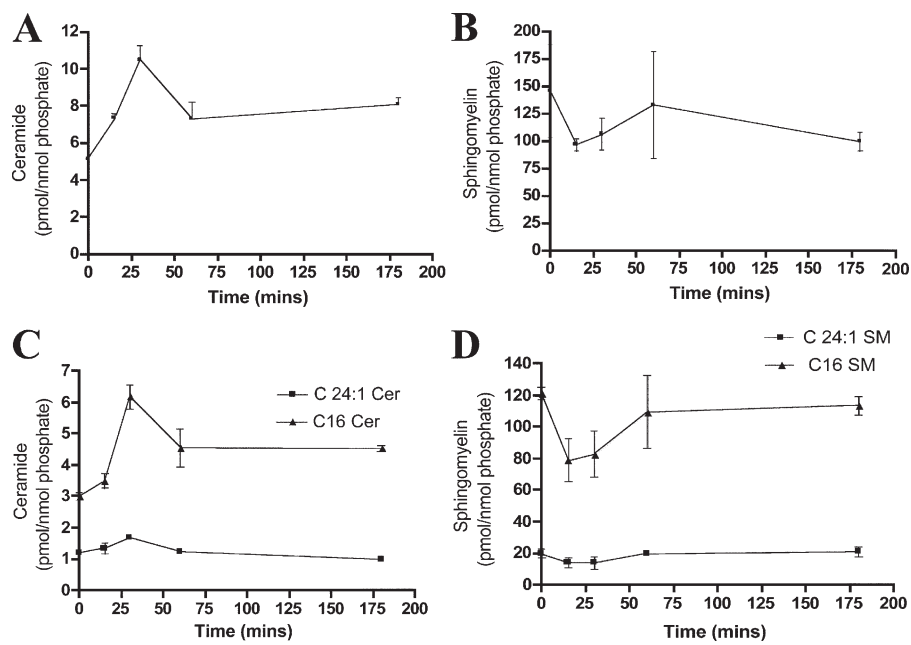 A
12
10
8
6
4
2
0
Ceramide
(pmol/nmol phosphate)
0 25 50 75 100 125 150 175 200
Time (mins)
B
200
175
150
125
100
75
50
25
0
Sphingomyelin
(pmol/nmol phosphate)
0 25 50 75 100 125 150 175 200
Time (mins)
C
7
6
5
4
3
2
1
0
Ceramide
(pmol/nmol phosphate)
C 24:1 Cer
C16 Cer
0 25 50 75 100 125 150 175 200
Time (mins)
D
C 24:1 SM
C16 SM
140
120
100
80
60
40
20
0
Sphingomyelin
(pmol/nmol phosphate)
0 25 50 75 100 125 150 175 200
Time (mins)